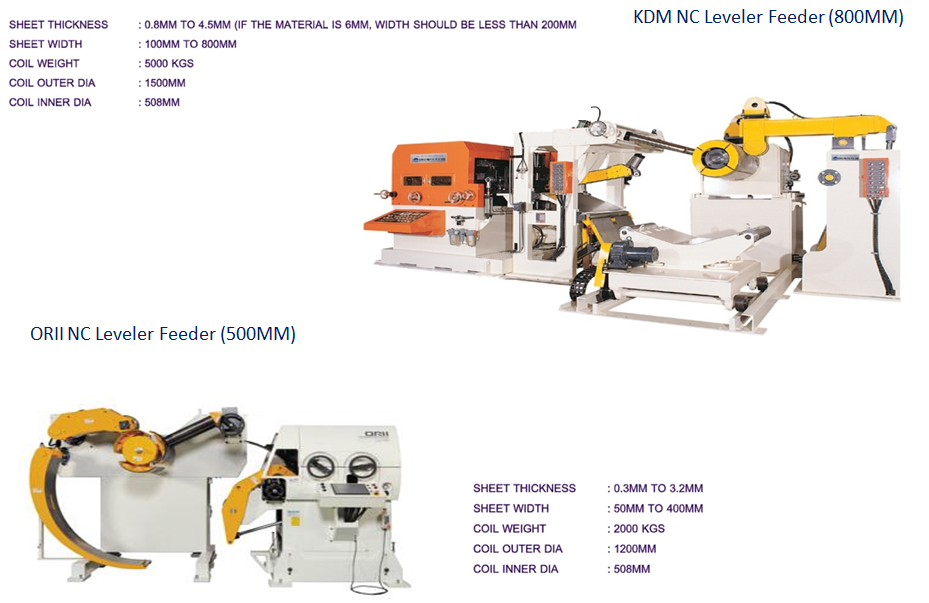 KDM NC Leveler Feeder (800MM)
SHEET THICKNESS : 0.8MM TO 4.5MM (IF THE MATERIAL IS 6MM, WIDTH SHOULD BE LESS THAN 200MM
SHEET WIDTH : 100MM TO 800MM
COIL WEIGHT : 5000 KGS
COIL OUTER DIA : 1500MM
COIL INNER DIA : 508MM
ORII NC Leveler Feeder (500MM)
ORII
SHEET THICKNESS : 0.3MM TO 3.2MM
SHEET WIDTH : 50MM TO 400MM
COIL WEIGHT : 2000 KGS
COIL OUTER DIA : 1200MM
COIL INNER DIA : 508MM